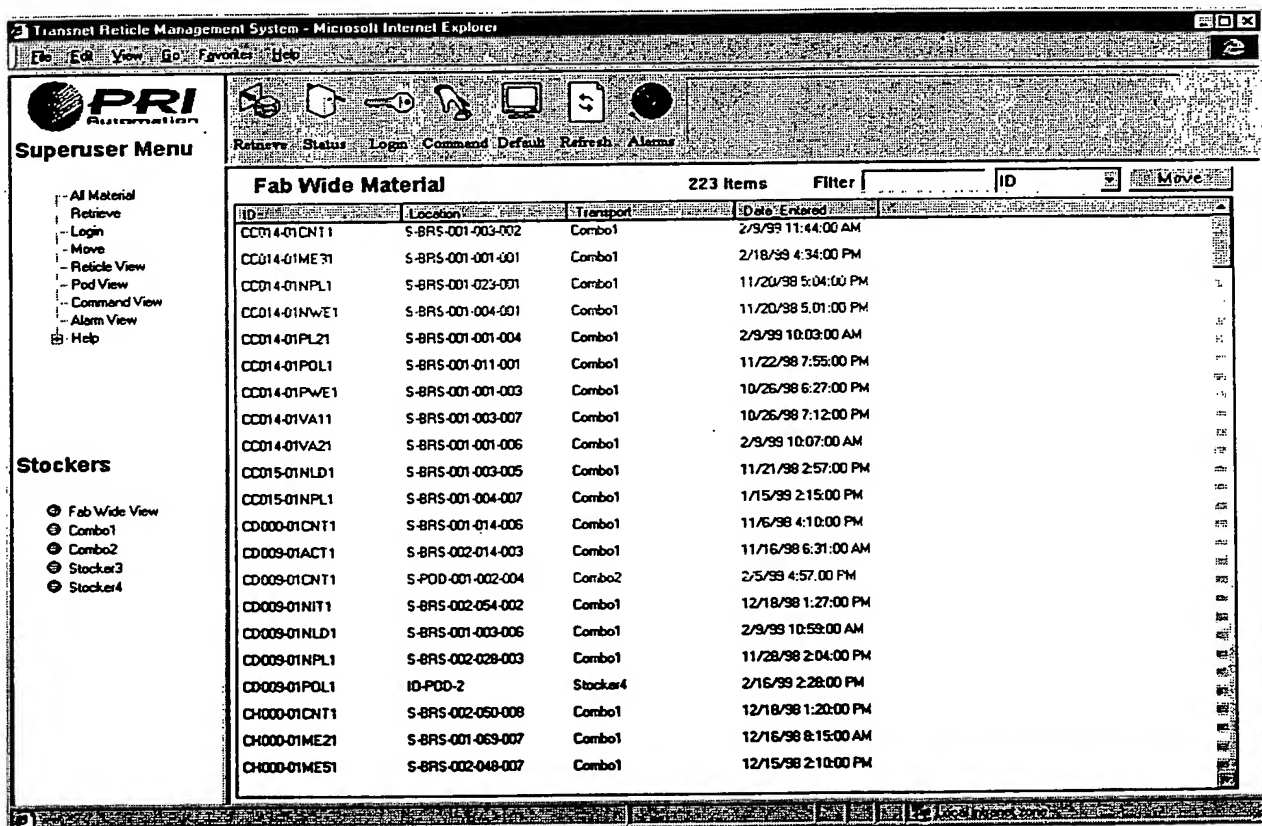 Transnet Reticle Management System - Microsoft Internet Explorer
File Edit View Go Favorites Help
PRI
Automation
Superuser Menu
Retrieve Status Login Command Default Refresh Alarms
All Material
Retrieve
Login
Move
Reticle View
Pod View
Command View
Alarm View
Help
Stockers
Fab Wide View
Combo1
Combo2
Stocker3
Stocker4
Fab Wide Material 223 Items Filter ID Move
ID Location Transport Date Entered
CC014-01CNT1 S-BRS-001-003-002 Combo1 2/9/99 11:44:00 AM
CC014-01ME31 S-BRS-001-001-001 Combo1 2/18/99 4:34:00 PM
CC014-01NPL1 S-BRS-001-023-001 Combo1 11/20/98 5:04:00 PM
CC014-01NWE1 S-BRS-001-004-001 Combo1 11/20/98 5:01:00 PM
CC014-01PL21 S-BRS-001-001-004 Combo1 2/9/99 10:03:00 AM
CC014-01POL1 S-BRS-001-011-001 Combo1 11/22/98 7:55:00 PM
CC014-01PWE1 S-BRS-001-001-003 Combo1 10/26/98 6:27:00 PM
CC014-01VA11 S-BRS-001-003-007 Combo1 10/26/98 7:12:00 PM
CC014-01VA21 S-BRS-001-001-006 Combo1 2/9/99 10:07:00 AM
CC015-01NLD1 S-BRS-001-003-005 Combo1 11/21/98 2:57:00 PM
CC015-01NPL1 S-BRS-001-004-007 Combo1 1/15/99 2:15:00 PM
CD000-01CNT1 S-BRS-001-014-006 Combo1 11/6/98 4:10:00 PM
CD009-01ACT1 S-BRS-002-014-003 Combo1 11/16/98 6:31:00 AM
CD009-01CNT1 S-POD-001-002-004 Combo2 2/5/99 4:57:00 PM
CD009-01NIT1 S-BRS-002-054-002 Combo1 12/18/98 1:27:00 PM
CD009-01NLD1 S-BRS-001-003-006 Combo1 2/9/99 10:59:00 AM
CD009-01NPL1 S-BRS-002-028-003 Combo1 11/28/98 2:04:00 PM
CD009-01POL1 IO-POD-2 Stocker4 2/16/99 2:28:00 PM
CH000-01CNT1 S-BRS-002-050-008 Combo1 12/18/98 1:20:00 PM
CH000-01ME21 S-BRS-001-069-007 Combo1 12/16/98 8:15:00 AM
CH000-01ME51 S-BRS-002-048-007 Combo1 12/15/98 2:10:00 PM
Local intranet zone